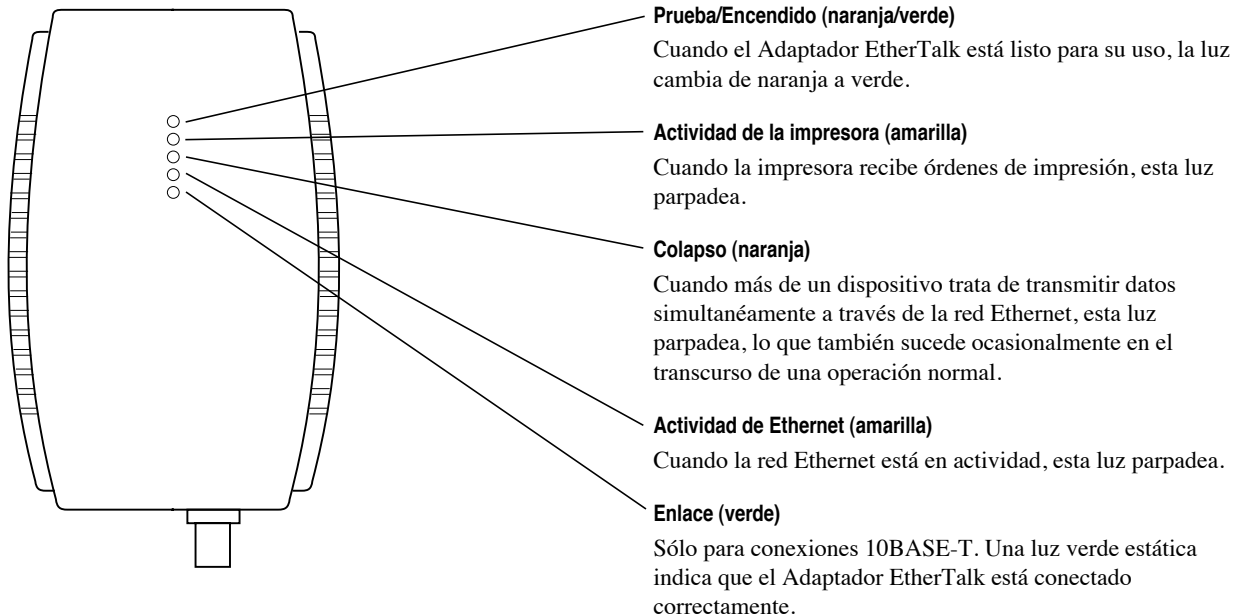 Prueba/Encendido (naranja/verde)
Cuando el Adaptador EtherTalk está listo para su uso, la luz
cambia de naranja a verde.
Actividad de la impresora (amarilla)
Cuando la impresora recibe órdenes de impresión, esta luz
parpadea.
Colapso (naranja)
Cuando más de un dispositivo trata de transmitir datos
simultanéamente a través de la red Ethernet, esta luz
parpadea, lo que también sucede ocasionalmente en el
transcurso de una operación normal.
Actividad de Ethernet (amarilla)
Cuando la red Ethernet está en actividad, esta luz parpadea.
Enlace (verde)
Sólo para conexiones 10BASE-T. Una luz verde estática
indica que el Adaptador EtherTalk está conectado
correctamente.